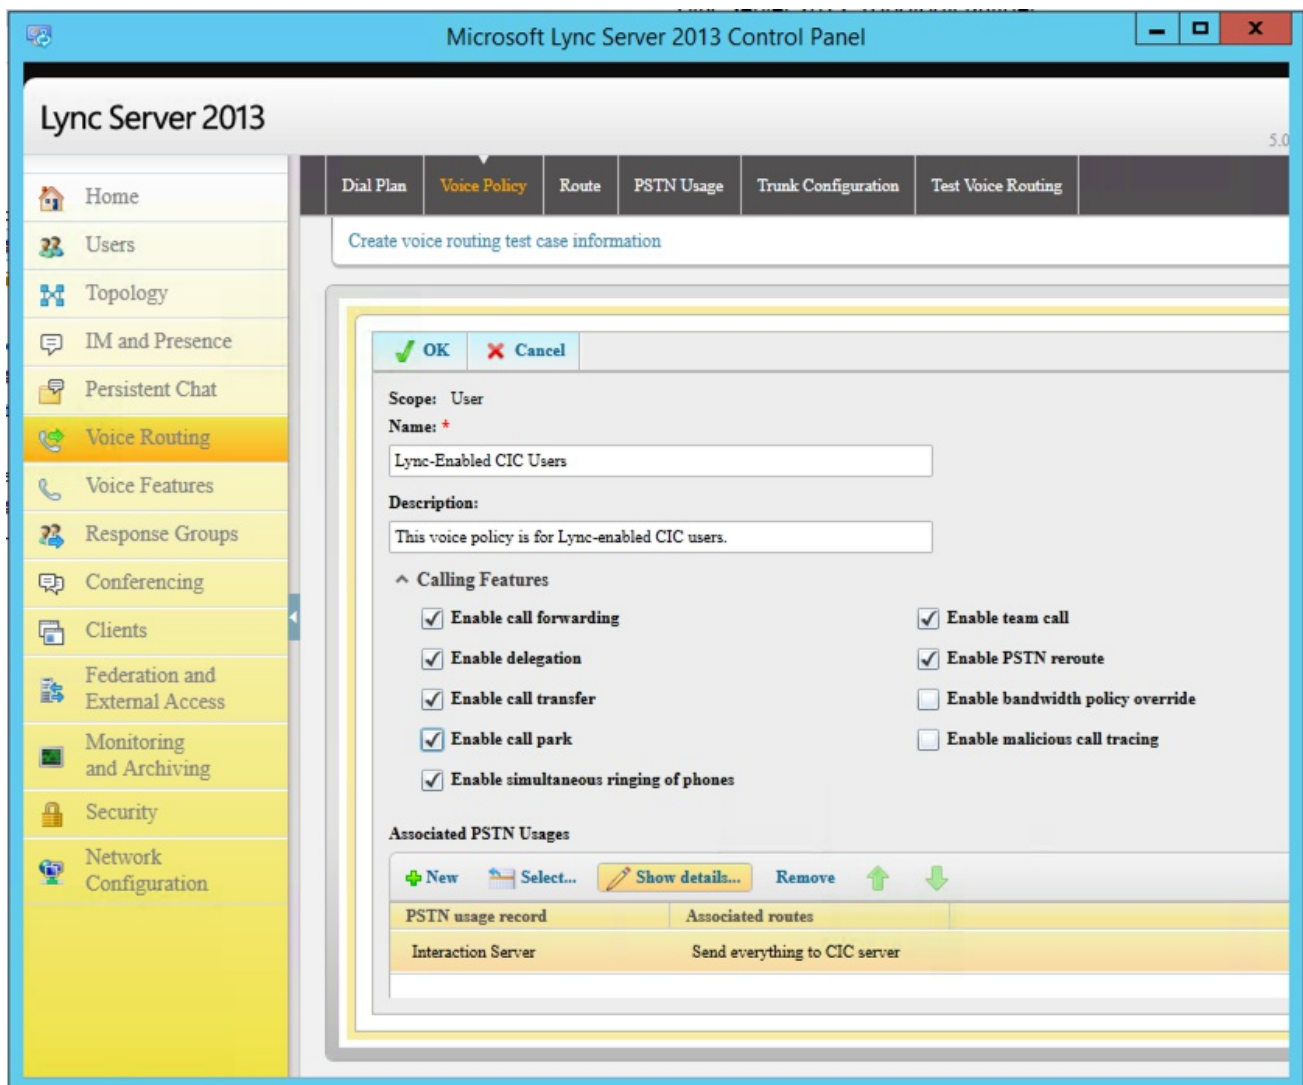 Microsoft Lync Server 2013 Control Panel
Lync Server 2013
5.0
Home
Users
Topology
IM and Presence
Persistent Chat
Voice Routing
Voice Features
Response Groups
Conferencing
Clients
Federation and
External Access
Monitoring
and Archiving
Security
Network
Configuration
Dial Plan
Voice Policy
Route
PSTN Usage
Trunk Configuration
Test Voice Routing
Create voice routing test case information
OK
Cancel
Scope: User
Name: *
Lync-Enabled CIC Users
Description:
This voice policy is for Lync-enabled CIC users.
Calling Features
Enable call forwarding
Enable team call
Enable delegation
Enable PSTN reroute
Enable call transfer
Enable bandwidth policy override
Enable call park
Enable malicious call tracing
Enable simultaneous ringing of phones
Associated PSTN Usages
New
Select...
Show details...
Remove
PSTN usage record
Associated routes
Interaction Server
Send everything to CIC server